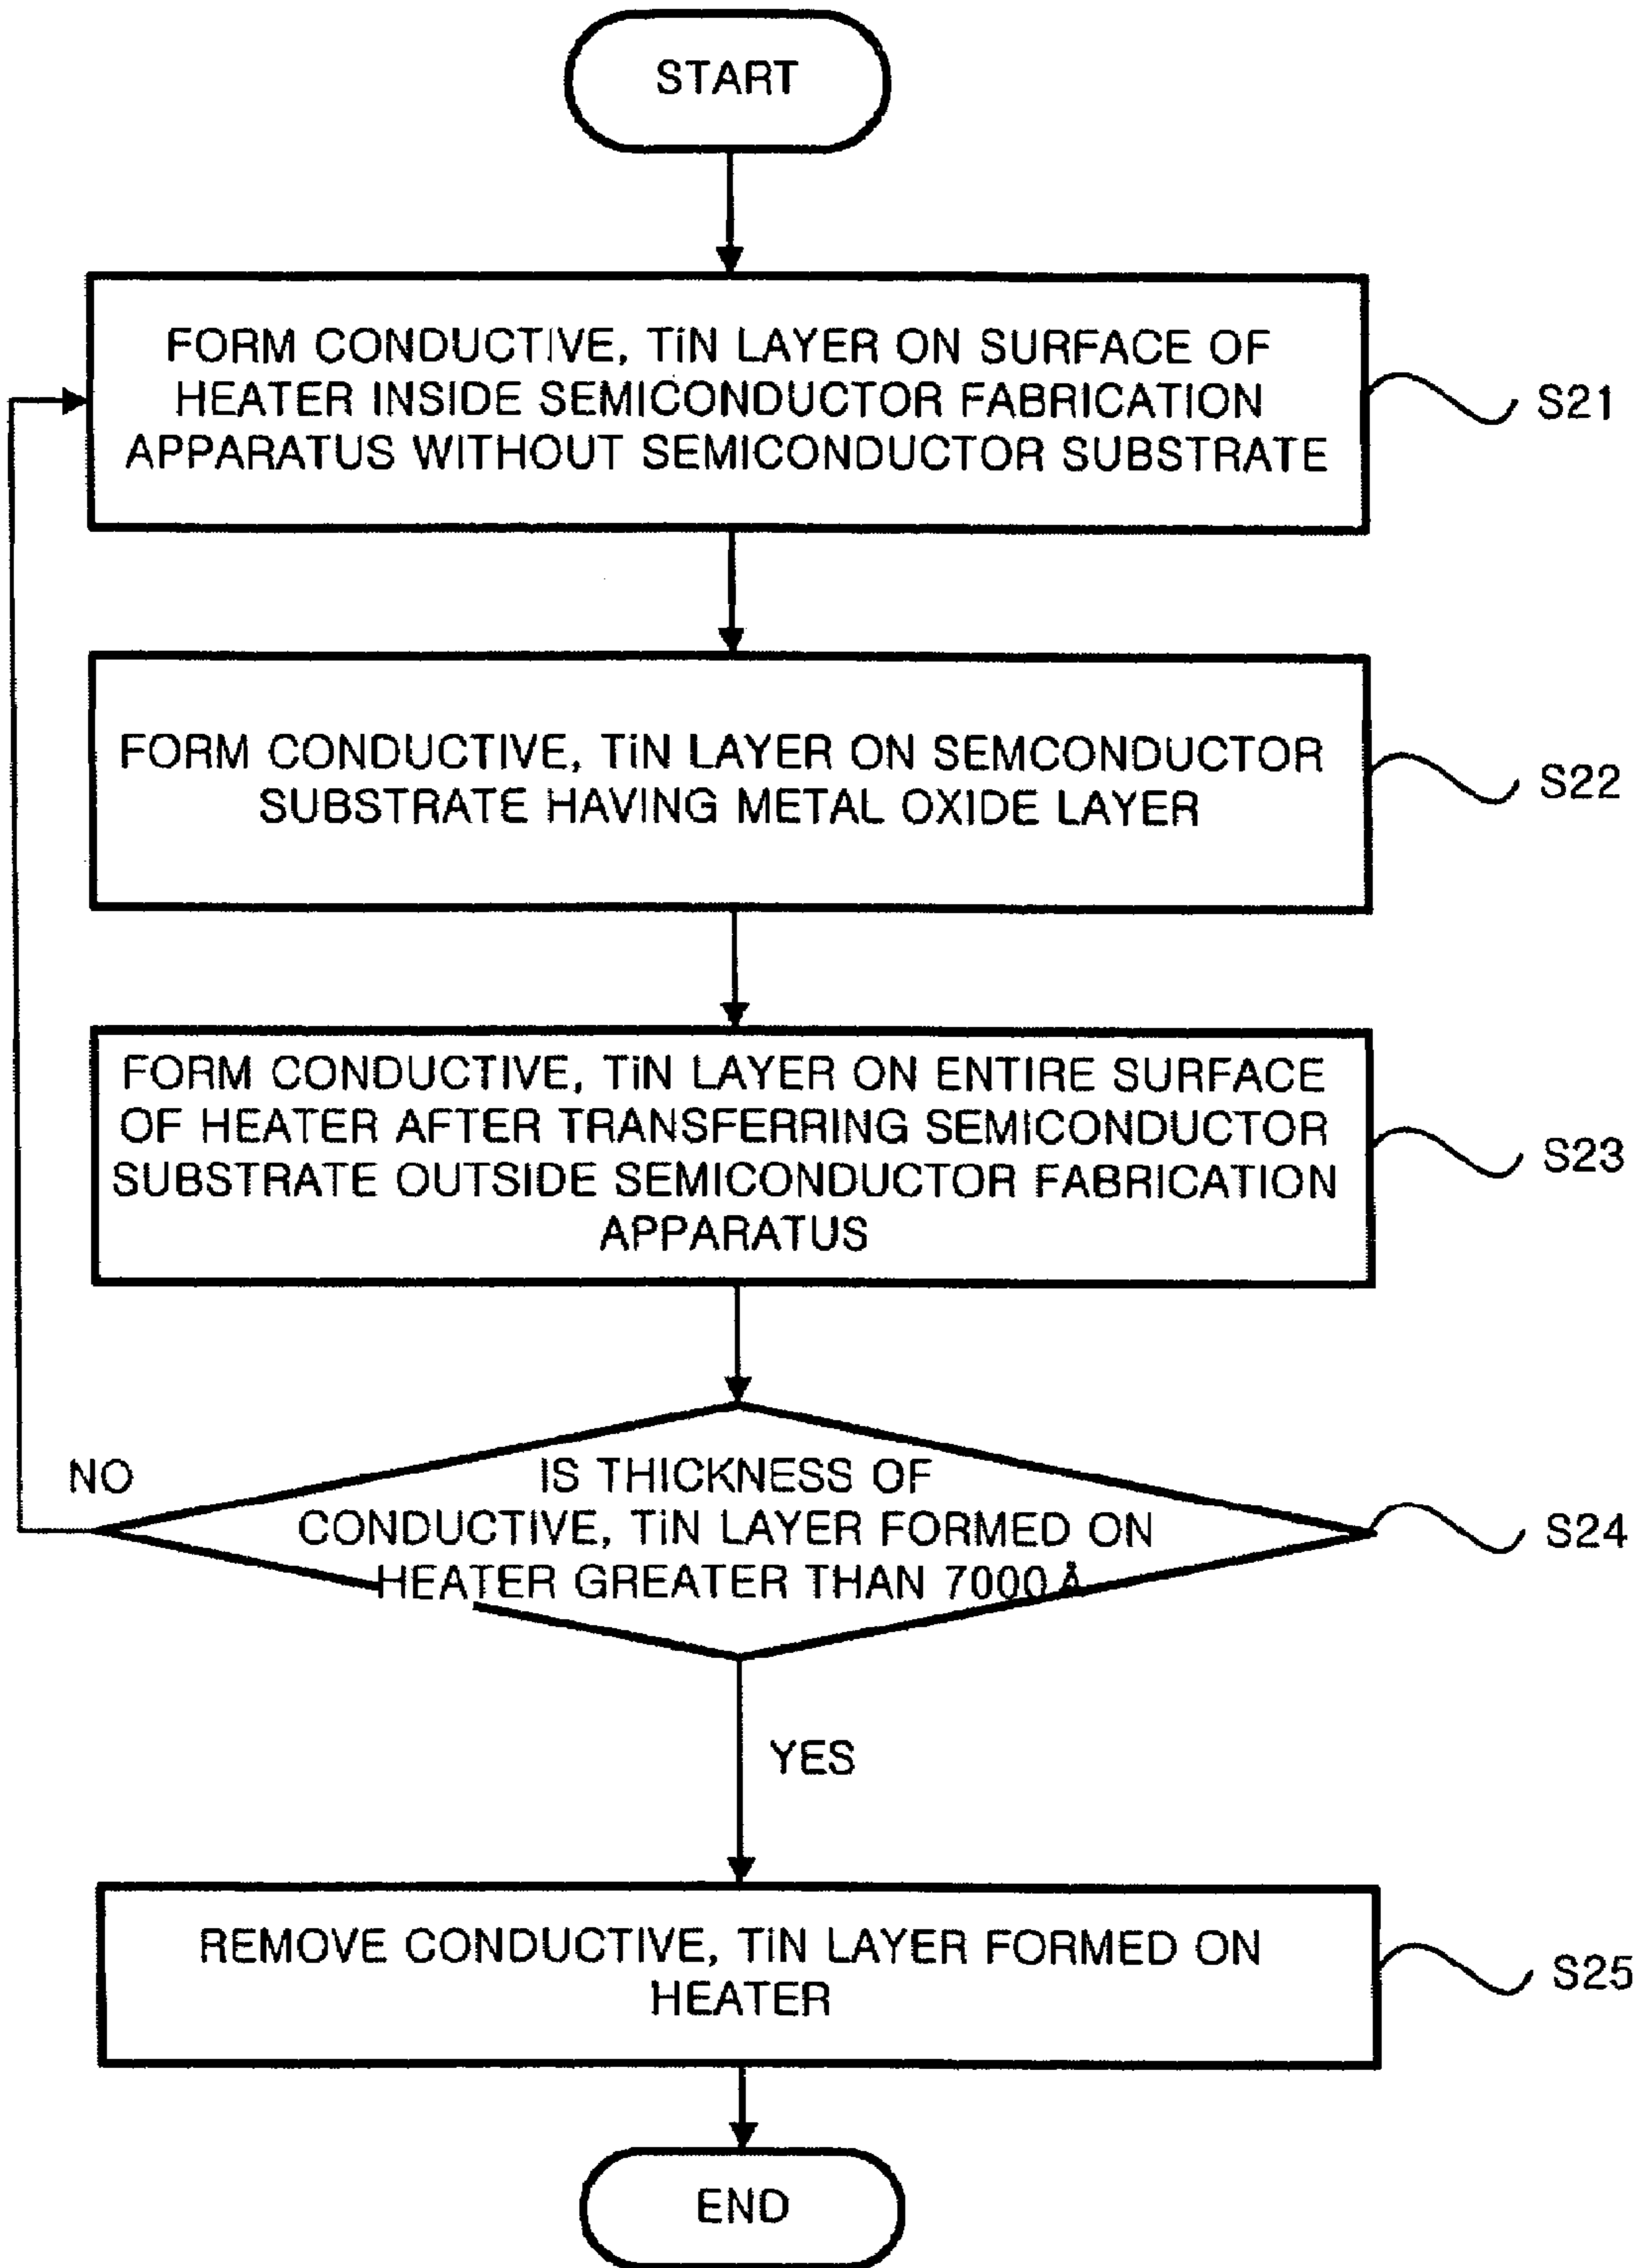 START
FORM CONDUCTIVE, TiN LAYER ON SURFACE OF
HEATER INSIDE SEMICONDUCTOR FABRICATION
APPARATUS WITHOUT SEMICONDUCTOR SUBSTRATE
S21
FORM CONDUCTIVE, TiN LAYER ON SEMCONDUCTOR
SUBSTRATE HAVING METAL OXIDE LAYER
S22
FORM CONDUCTIVE, TiN LAYER ON ENTIRE SURFACE
OF HEATER AFTER TRANSFERRING SEMICONDUCTOR
SUBSTRATE OUTSIDE SEMICONDUCTOR FABRICATION
APPARATUS
S23
NO
IS THICKNESS OF
CONDUCTIVE, TiN LAYER FORMED ON
HEATER GREATER THAN 7000 Å
S24
YES
REMOVE CONDUCTIVE, TiN LAYER FORMED ON
HEATER
S25
END